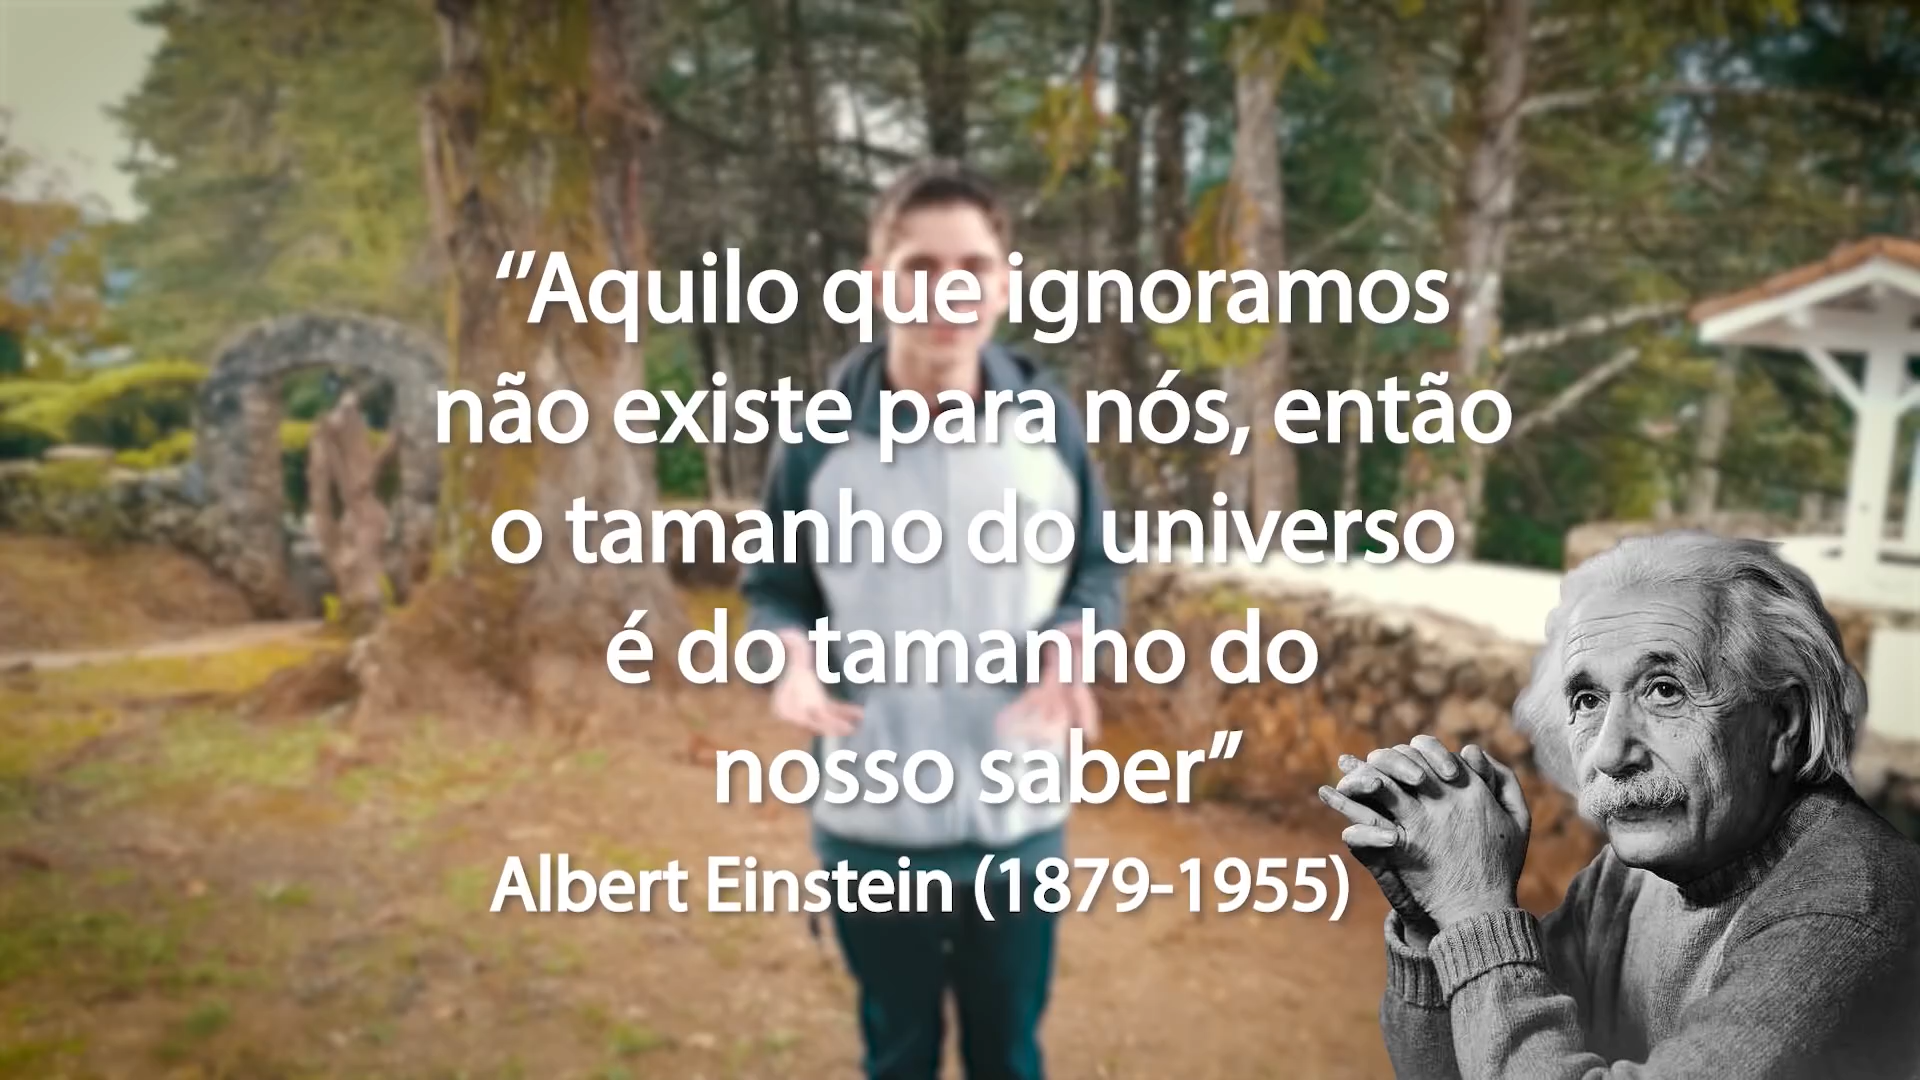 “Aquilo que ignoramos
não existe para nós, então
o tamanho do universo
é do tamanho do
nosso saber”
Albert Einstein (1879-1955)